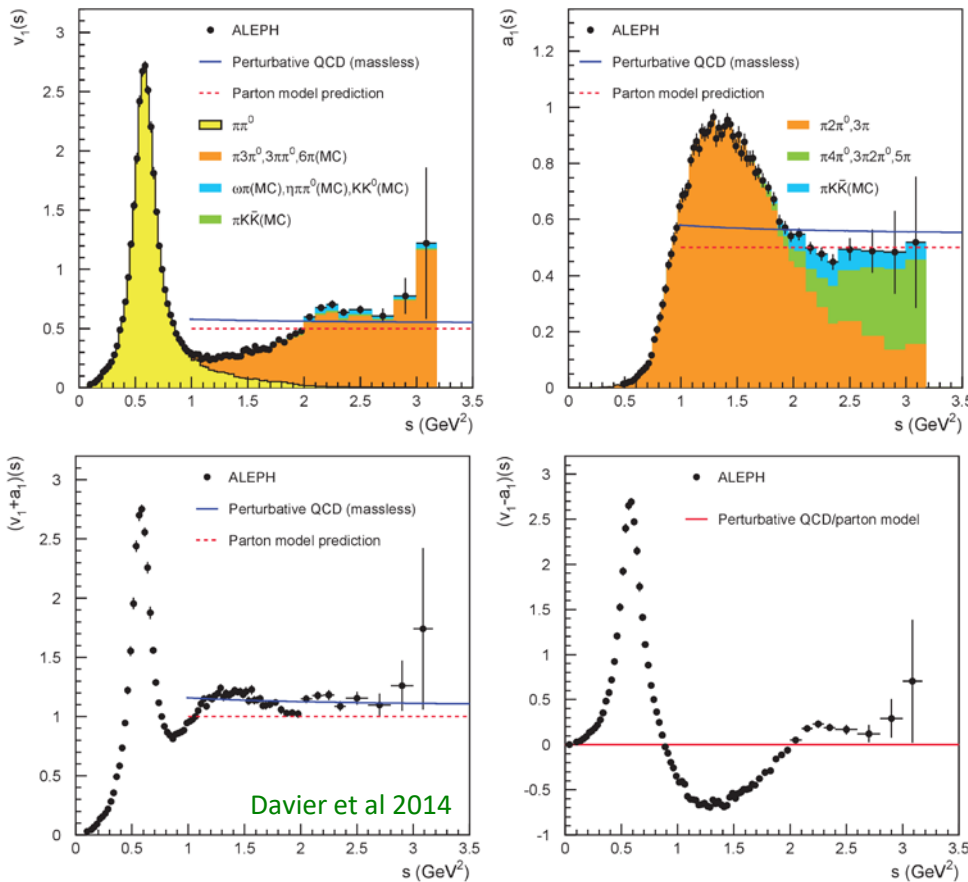 v₁(s)
3
2.5
2
1.5
1
0.5
0
ALEPH
Perturbative QCD (massless)
Parton model prediction
ππ⁰
π3π⁰,3ππ⁰,6π(MC)
ωπ(MC),ηππ⁰(MC),KK⁰(MC)
πKK̄(MC)
0 0.5 1 1.5 2 2.5 3 3.5
s (GeV²)
a₁(s)
1.2
1
0.8
0.6
0.4
0.2
0
ALEPH
Perturbative QCD (massless)
Parton model prediction
π2π⁰,3π
π4π⁰,3π2π⁰,5π
πKK̄(MC)
0 0.5 1 1.5 2 2.5 3 3.5
s (GeV²)
(v₁+a₁)(s)
3
2.5
2
1.5
1
0.5
0
ALEPH
Perturbative QCD (massless)
Parton model prediction
Davier et al 2014
0 0.5 1 1.5 2 2.5 3 3.5
s (GeV²)
(v₁-a₁)(s)
3
2.5
2
1.5
1
0.5
0
-0.5
-1
ALEPH
Perturbative QCD/parton model
0 0.5 1 1.5 2 2.5 3 3.5
s (GeV²)